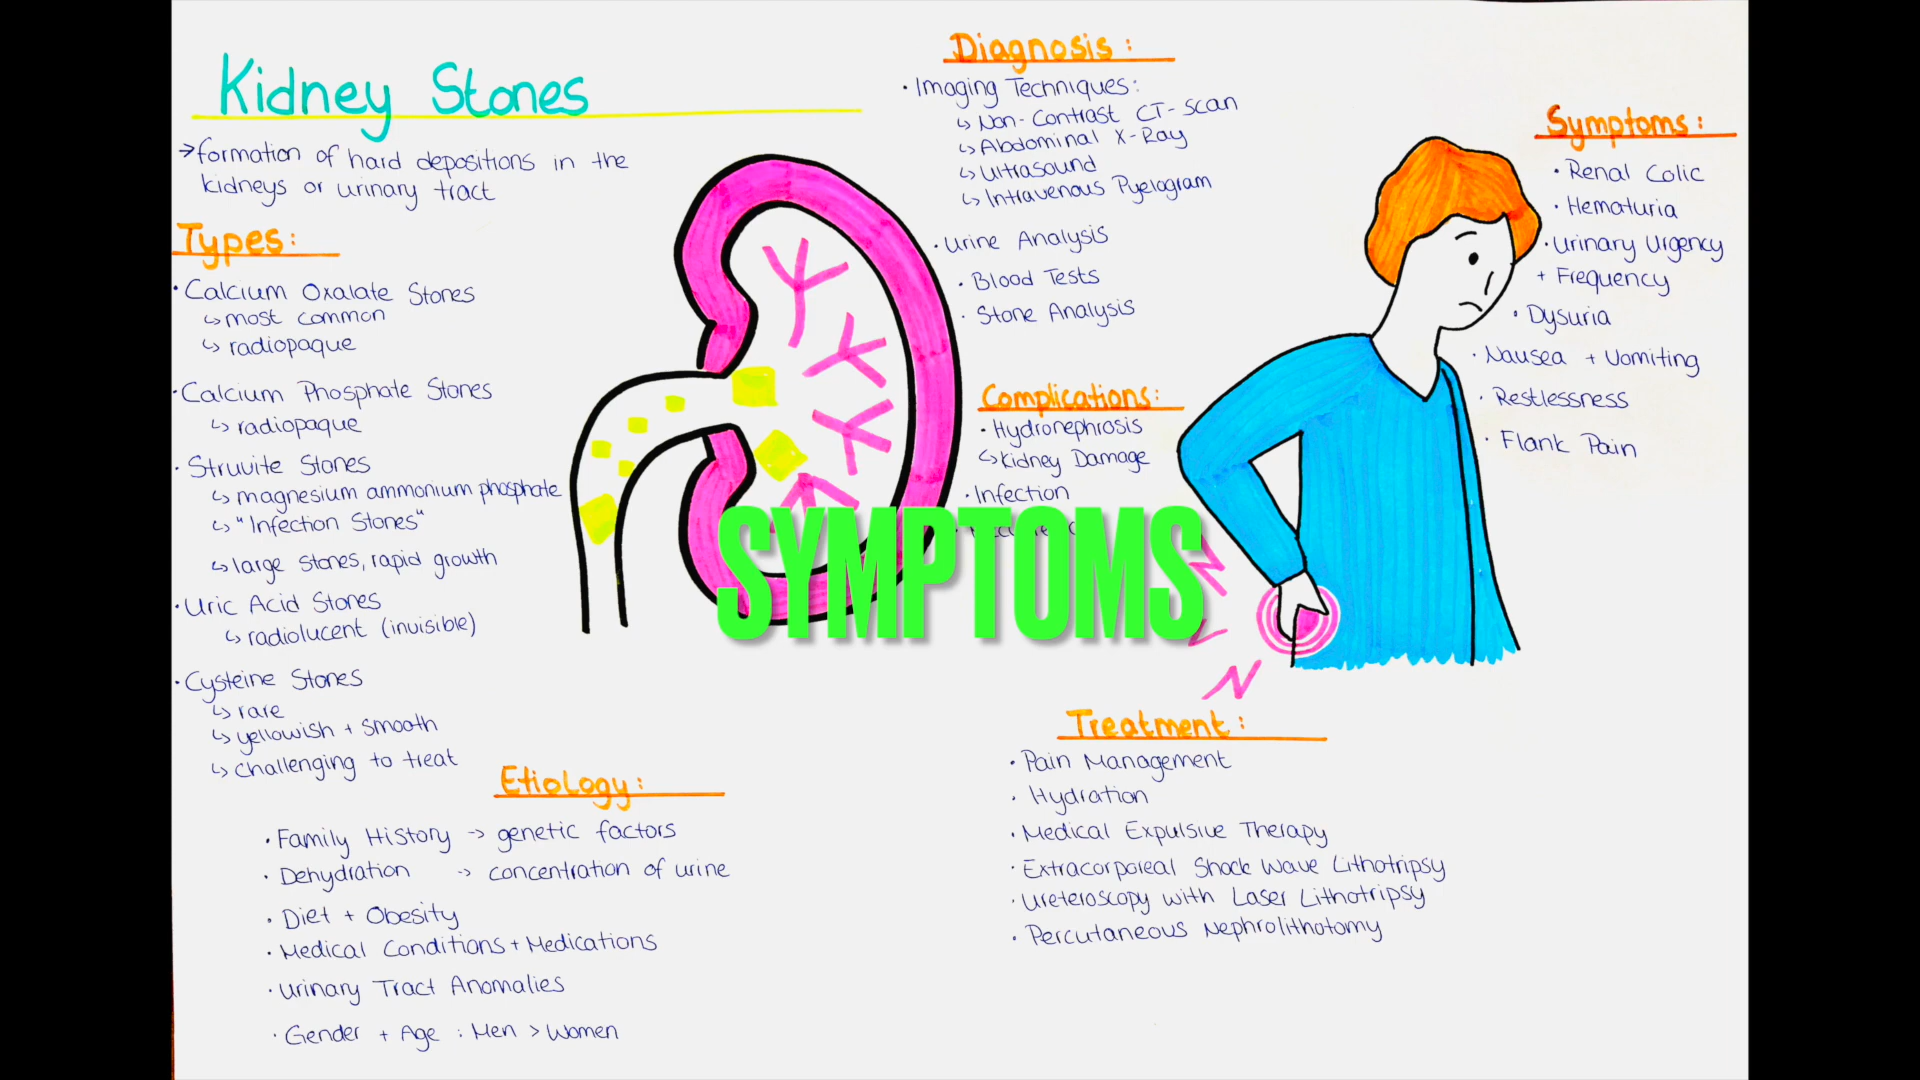 Kidney Stones
→ formation of hard depositions in the
kidneys or urinary tract
Types:
· Calcium Oxalate Stones
↳ most common
↳ radiopaque
· Calcium Phosphate Stones
↳ radiopaque
· Struvite Stones
↳ magnesium ammonium phosphate
↳ "Infection Stones"
↳ large stones, rapid growth
· Uric Acid Stones
↳ radiolucent (invisible)
· Cysteine Stones
↳ rare
↳ yellowish + smooth
↳ challenging to treat
Etiology:
· Family History -> genetic factors
· Dehydration -> concentration of urine
· Diet + Obesity
· Medical Conditions + Medications
· Urinary Tract Anomalies
· Gender + Age : Men > Women
Diagnosis:
· Imaging Techniques:
↳ Non-Contrast CT-scan
↳ Abdominal X-Ray
↳ Ultrasound
↳ Intravenous Pyelogram
· Urine Analysis
· Blood Tests
· Stone Analysis
Complications:
· Hydronephrosis
↳ Kidney Damage
· Infection
SYMPTOMS
Symptoms:
· Renal Colic
· Hematuria
· Urinary Urgency
+ Frequency
· Dysuria
· Nausea + Vomiting
· Restlessness
· Flank Pain
Treatment:
· Pain Management
· Hydration
· Medical Expulsive Therapy
· Extracorporeal Shock Wave Lithotripsy
· Ureteroscopy with Laser Lithotripsy
· Percutaneous Nephrolithotomy